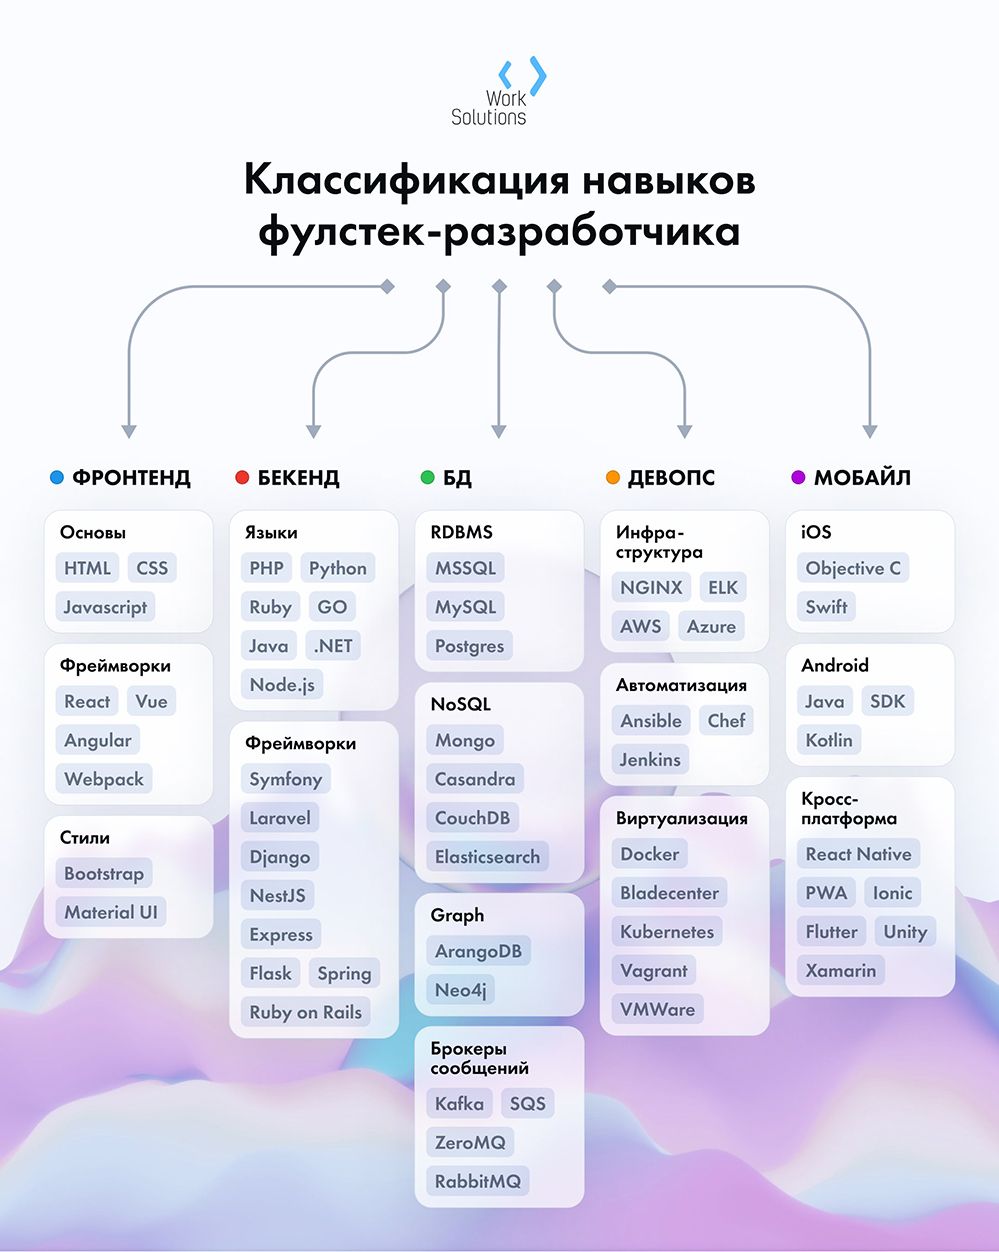 Work
Solutions
Классификация навыков
фулстек-разработчика
ФРОНТЕНД
Основы
HTML CSS
Javascript
Фреймворки
React Vue
Angular
Webpack
Стили
Bootstrap
Material UI
БЕКЕНД
Языки
PHP Python
Ruby GO
Java .NET
Node.js
Фреймворки
Symfony
Laravel
Django
NestJS
Express
Flask Spring
Ruby on Rails
БД
RDBMS
MSSQL
MySQL
Postgres
NoSQL
Mongo
Casandra
CouchDB
Elasticsearch
Graph
ArangoDB
Neo4j
Брокеры
сообщений
Kafka SQS
ZeroMQ
RabbitMQ
ДЕВОПС
Инфра-
структура
NGINX ELK
AWS Azure
Автоматизация
Ansible Chef
Jenkins
Виртуализация
Docker
Bladecenter
Kubernetes
Vagrant
VMWare
МОБАЙЛ
iOS
Objective C
Swift
Android
Java SDK
Kotlin
Кросс-
платформа
React Native
PWA Ionic
Flutter Unity
Xamarin